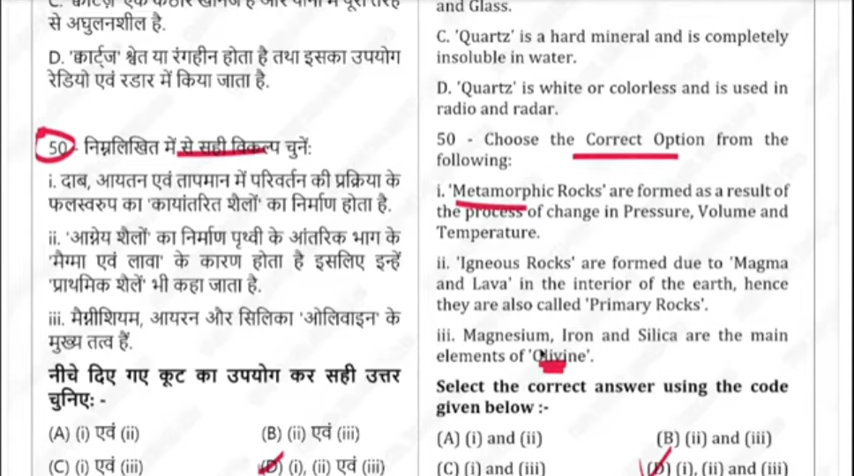 C. 'क्वार्ट्ज़' एक कठोर खनिज है और पानी में पूरी तरह
से अघुलनशील है.
D. 'क्वार्ट्ज' श्वेत या रंगहीन होता है तथा इसका उपयोग
रेडियो एवं रडार में किया जाता है.
50 - निम्नलिखित में से सही विकल्प चुनें:
i. दाब, आयतन एवं तापमान में परिवर्तन की प्रक्रिया के
फलस्वरुप का 'कायांतरित शैलों' का निर्माण होता है.
ii. 'आग्नेय शैलों' का निर्माण पृथ्वी के आंतरिक भाग के
'मैग्मा एवं लावा' के कारण होता है इसलिए इन्हें
'प्राथमिक शैलें' भी कहा जाता है.
iii. मैग्नीशियम, आयरन और सिलिका 'ओलिवाइन' के
मुख्य तत्व हैं.
नीचे दिए गए कूट का उपयोग कर सही उत्तर
चुनिए: -
(A) (i) एवं (ii) (B) (ii) एवं (iii)
(C) (i) एवं (iii) (D) (i), (ii) एवं (iii)
and Glass.
C. 'Quartz' is a hard mineral and is completely
insoluble in water.
D. 'Quartz' is white or colorless and is used in
radio and radar.
50 - Choose the Correct Option from the
following:
i. 'Metamorphic Rocks' are formed as a result of
the process of change in Pressure, Volume and
Temperature.
ii. 'Igneous Rocks' are formed due to 'Magma
and Lava' in the interior of the earth, hence
they are also called 'Primary Rocks'.
iii. Magnesium, Iron and Silica are the main
elements of 'Olivine'.
Select the correct answer using the code
given below :-
(A) (i) and (ii) (B) (ii) and (iii)
(C) (i) and (iii) (D) (i), (ii) and (iii)